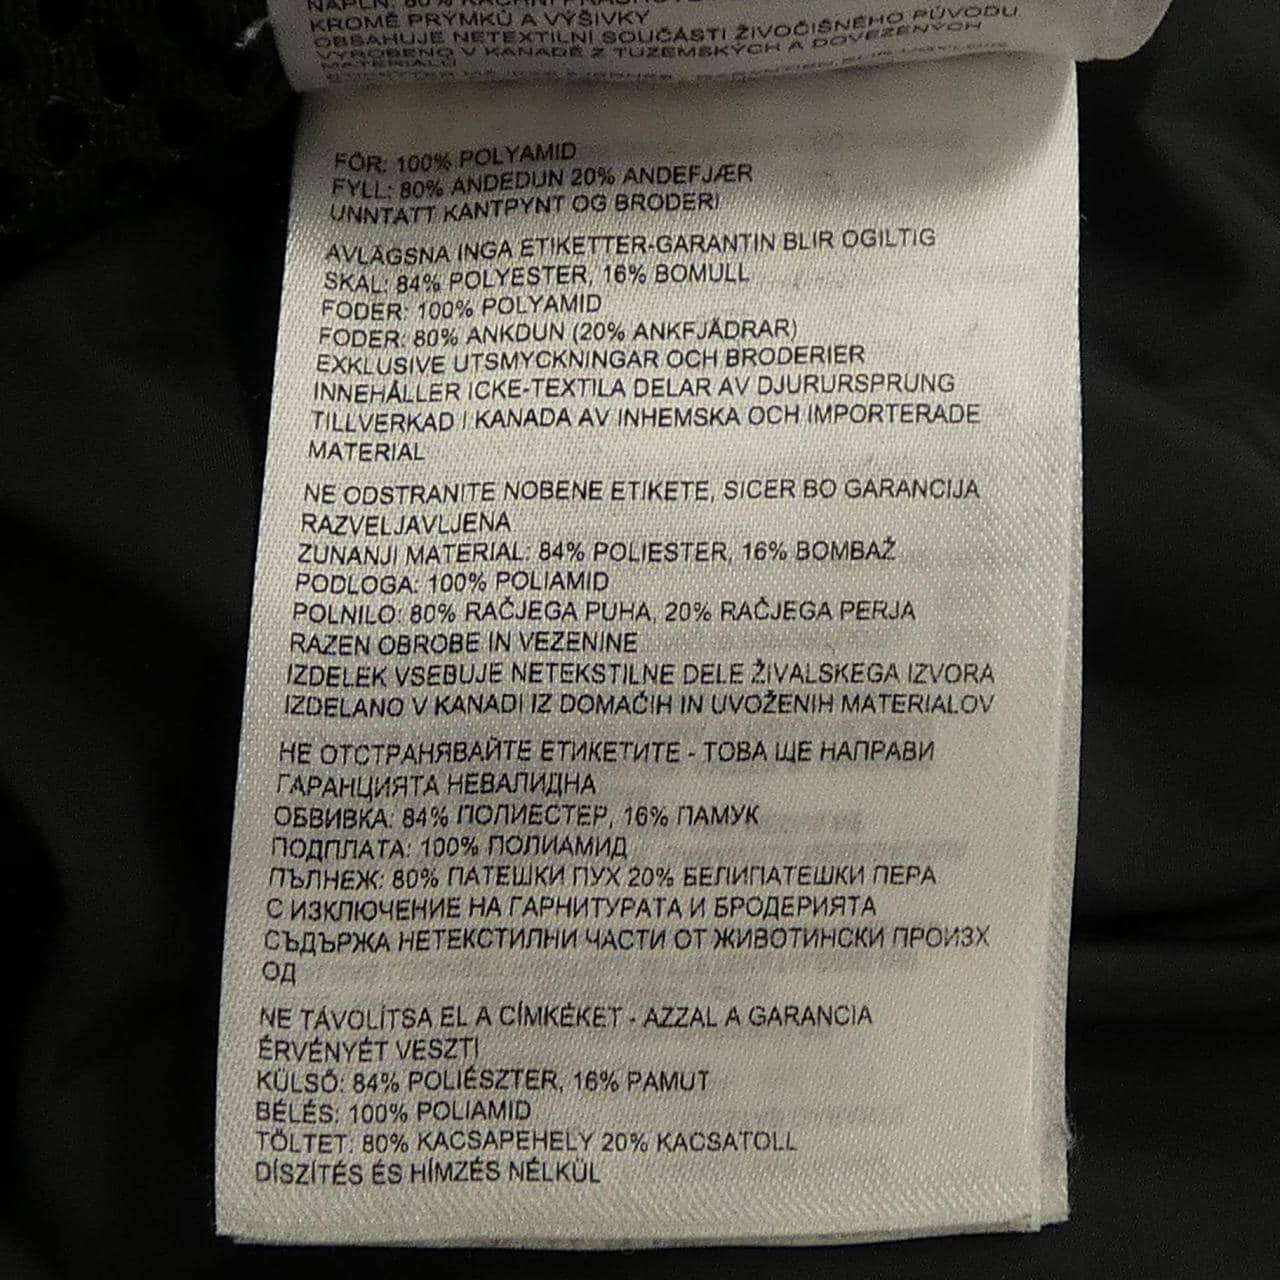 NÁPLŇ: 80% KACHNÍ
KROMĚ PRÝMKŮ A VÝŠIVKY
OBSAHUJE NETEXTILNÍ SOUČÁSTI ŽIVOČIŠNÉHO PŮVODU
VYROBENO V KANADĚ Z TUZEMSKÝCH A DOVEZENÝCH
MATERIÁLŮ
FÔR: 100% POLYAMID
FYLL: 80% ANDEDUN 20% ANDEFJÆR
UNNTATT KANTPYNT OG BRODERI
AVLÄGSNA INGA ETIKETTER-GARANTIN BLIR OGILTIG
SKAL: 84% POLYESTER, 16% BOMULL
FODER: 100% POLYAMID
FODER: 80% ANKDUN (20% ANKFJÄDRAR)
EXKLUSIVE UTSMYCKNINGAR OCH BRODERIER
INNEHÅLLER ICKE-TEXTILA DELAR AV DJURURSPRUNG
TILLVERKAD I KANADA AV INHEMSKA OCH IMPORTERADE
MATERIAL
NE ODSTRANITE NOBENE ETIKETE, SICER BO GARANCIJA
RAZVELJAVLJENA
ZUNANJI MATERIAL: 84% POLIESTER, 16% BOMBAŽ
PODLOGA: 100% POLIAMID
POLNILO: 80% RAČJEGA PUHA, 20% RAČJEGA PERJA
RAZEN OBROBE IN VEZENINE
IZDELEK VSEBUJE NETEKSTILNE DELE ŽIVALSKEGA IZVORA
IZDELANO V KANADI IZ DOMAČIH IN UVOŽENIH MATERIALOV
НЕ ОТСТРАНЯВАЙТЕ ЕТИКЕТИТЕ - ТОВА ЩЕ НАПРАВИ
ГАРАНЦИЯТА НЕВАЛИДНА
ОБВИВКА: 84% ПОЛИЕСТЕР, 16% ПАМУК
ПОДПЛАТА: 100% ПОЛИАМИД
ПЪЛНЕЖ: 80% ПАТЕШКИ ПУХ 20% БЕЛИПАТЕШКИ ПЕРА
С ИЗКЛЮЧЕНИЕ НА ГАРНИТУРАТА И БРОДЕРИЯТА
СЪДЪРЖА НЕТЕКСТИЛНИ ЧАСТИ ОТ ЖИВОТИНСКИ ПРОИЗХ
ОД
NE TÁVOLÍTSA EL A CÍMKÉKET - AZZAL A GARANCIA
ÉRVÉNYÉT VESZTI
KÜLSŐ: 84% POLIÉSZTER, 16% PAMUT
BÉLÉS: 100% POLIAMID
TÖLTET: 80% KACSAPEHELY 20% KACSATOLL
DÍSZÍTÉS ÉS HÍMZÉS NÉLKÜL